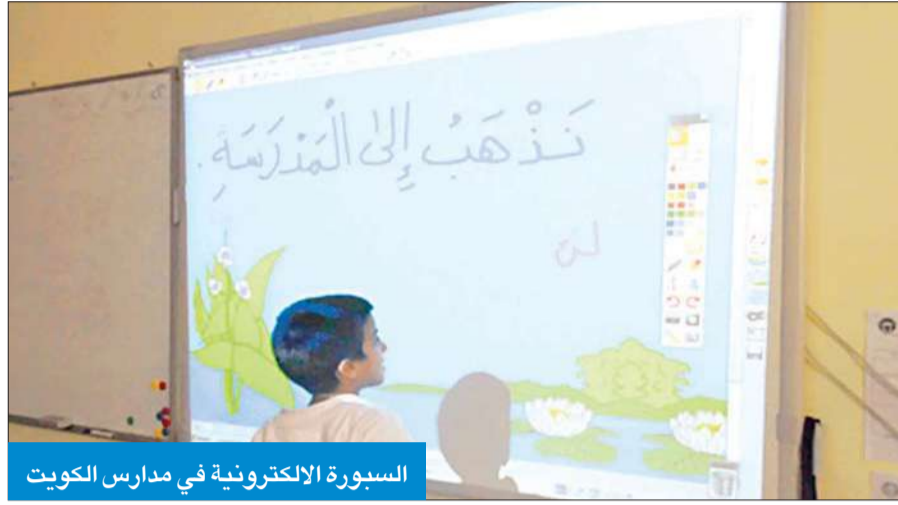 نَذْهَبُ إِلَى الْمَدْرَسَةِ.
السبورة الالكترونية في مدارس الكويت